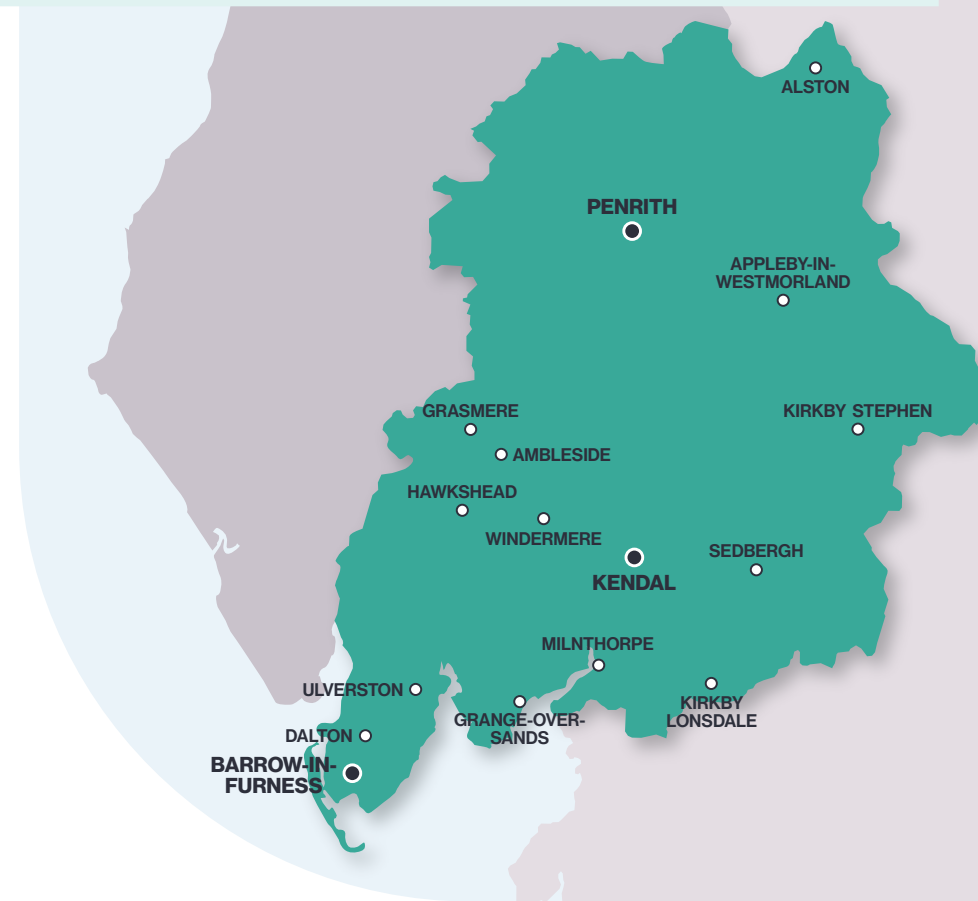 ALSTON
PENRITH
APPLEBY-IN-
WESTMORLAND
GRASMERE
KIRKBY STEPHEN
AMBLESIDE
HAWKSHEAD
WINDERMERE
SEDBERGH
KENDAL
MILNTHORPE
ULVERSTON
KIRKBY
LONSDALE
GRANGE-OVER-
SANDS
DALTON
BARROW-IN-
FURNESS